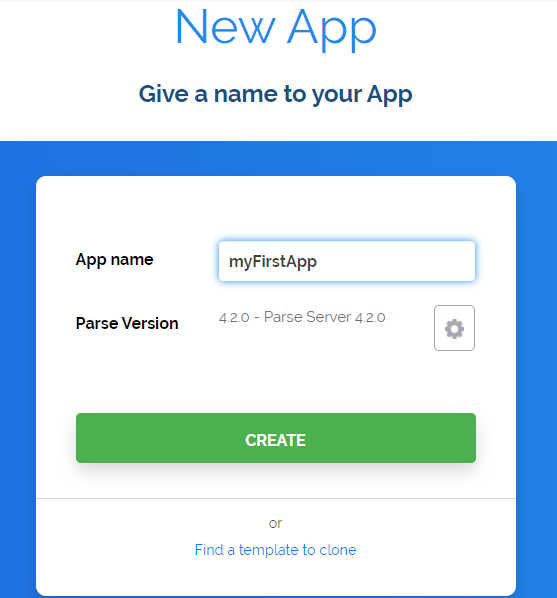 New App
Give a name to your App
App name
myFirstApp
Parse Version
4.2.0 - Parse Server 4.2.0
CREATE
or
Find a template to clone